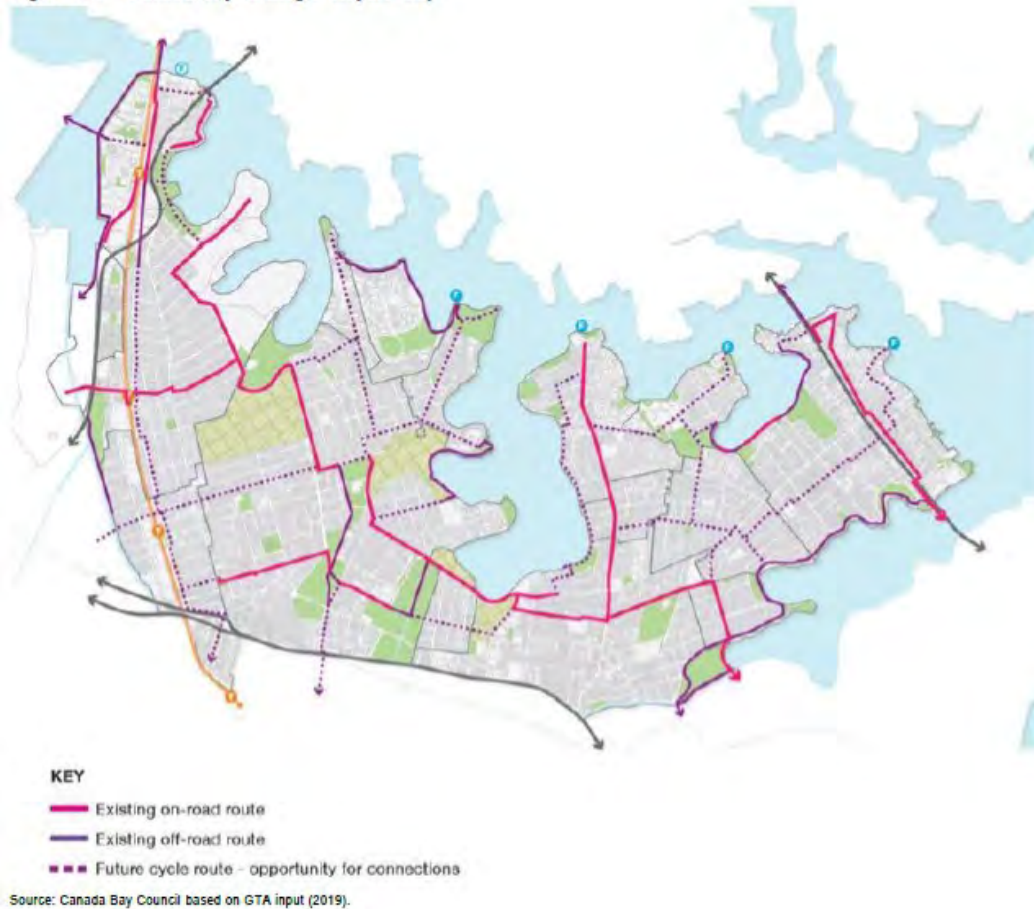 KEY
Existing on-road route
Existing off-road route
Future cycle route - opportunity for connections
Source: Canada Bay Council based on GTA input (2019).